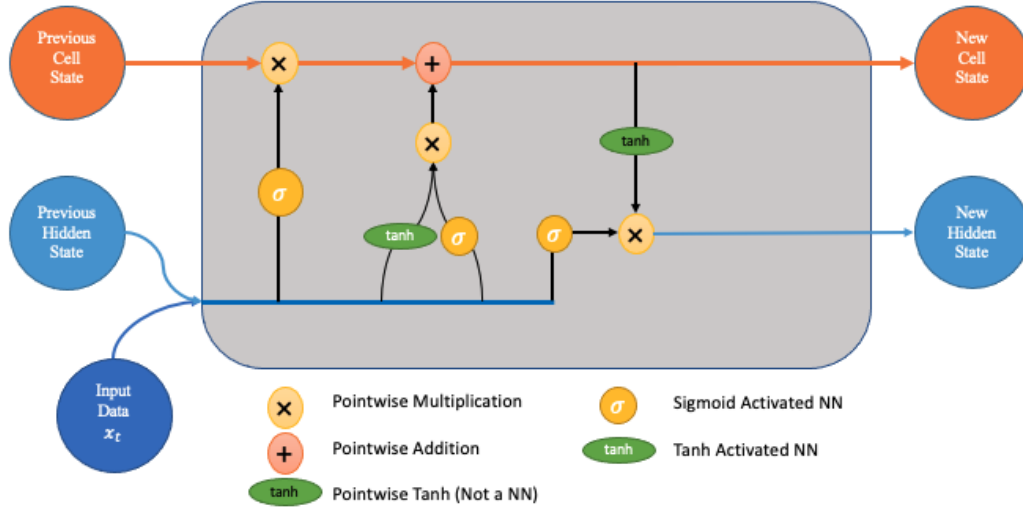 Previous
Cell
State
New
Cell
State
×
+
×
tanh
σ
Previous
Hidden
State
tanh
σ
σ
×
New
Hidden
State
Input
Data
x_t
× Pointwise Multiplication
σ Sigmoid Activated NN
+ Pointwise Addition
tanh Tanh Activated NN
tanh Pointwise Tanh (Not a NN)